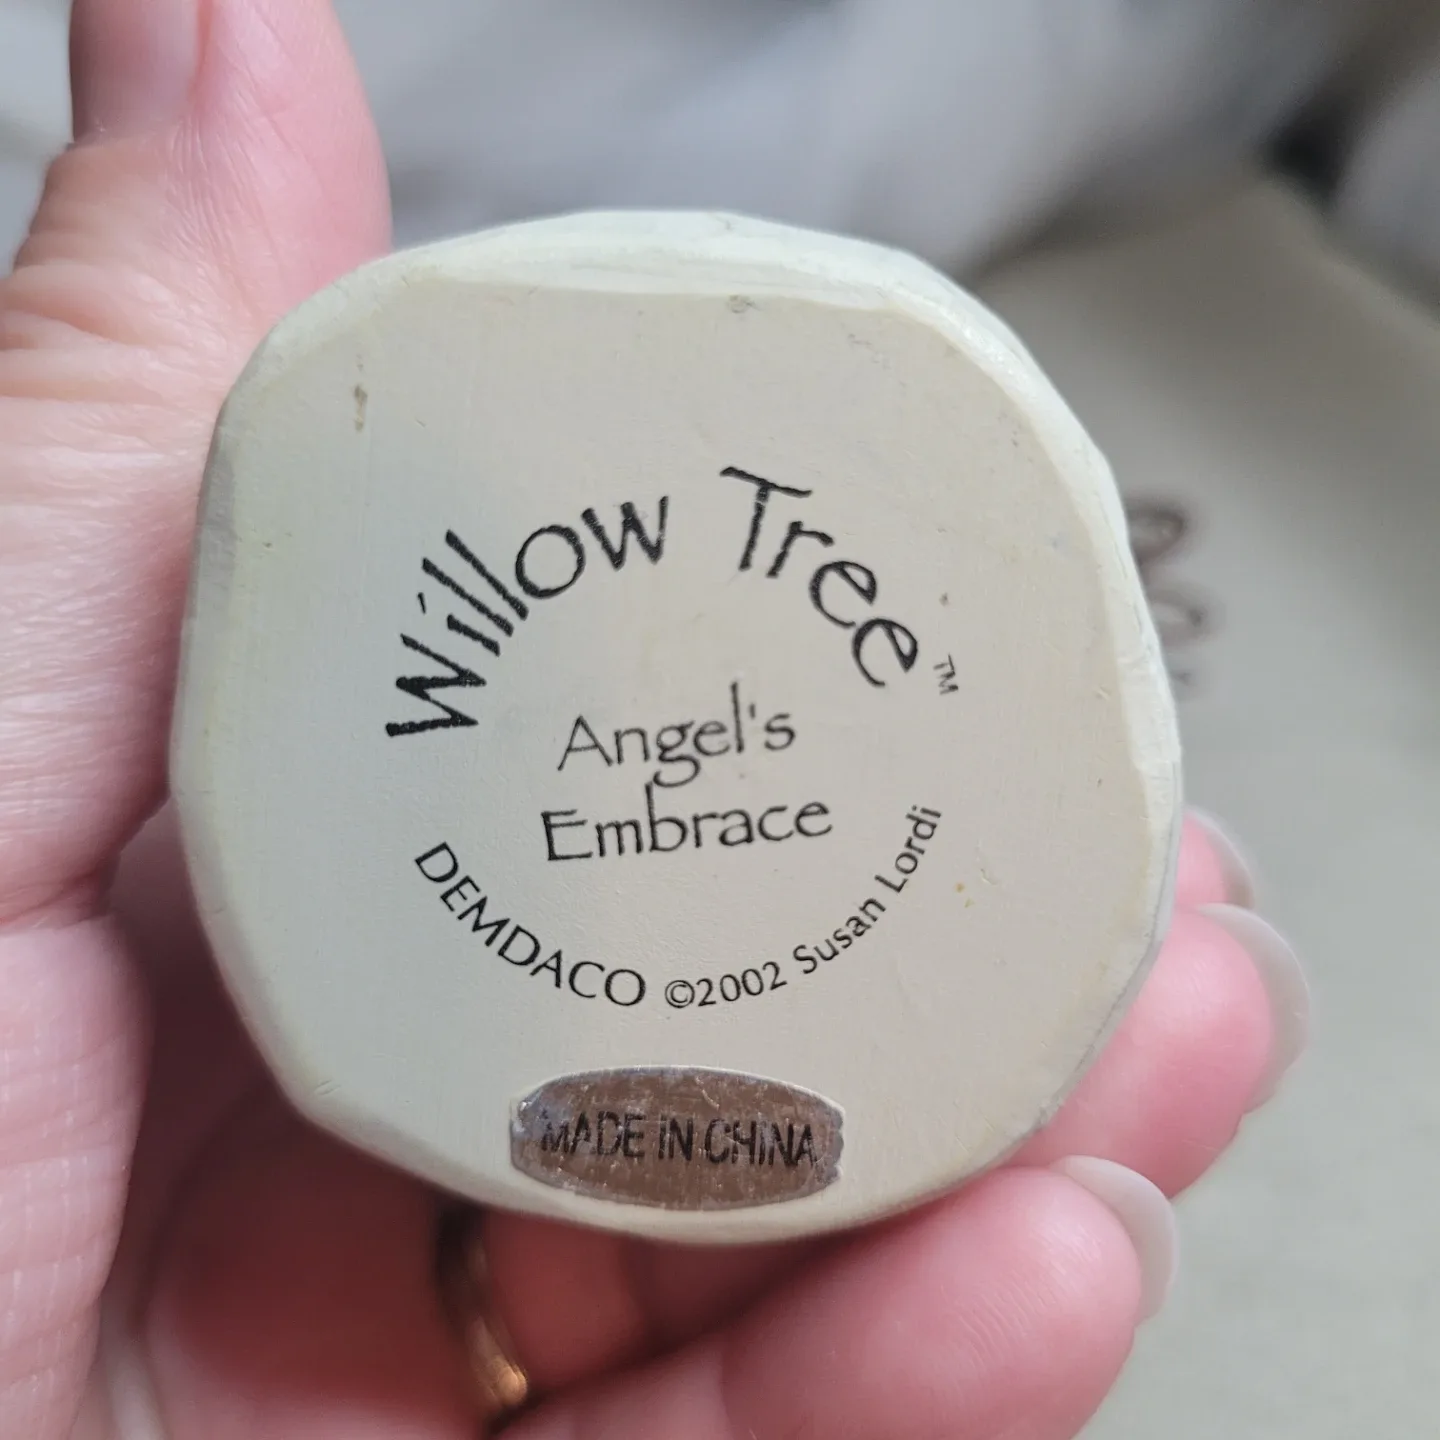 Willow Tree™
Angel's
Embrace
DEMDACO ©2002 Susan Lordi
MADE IN CHINA